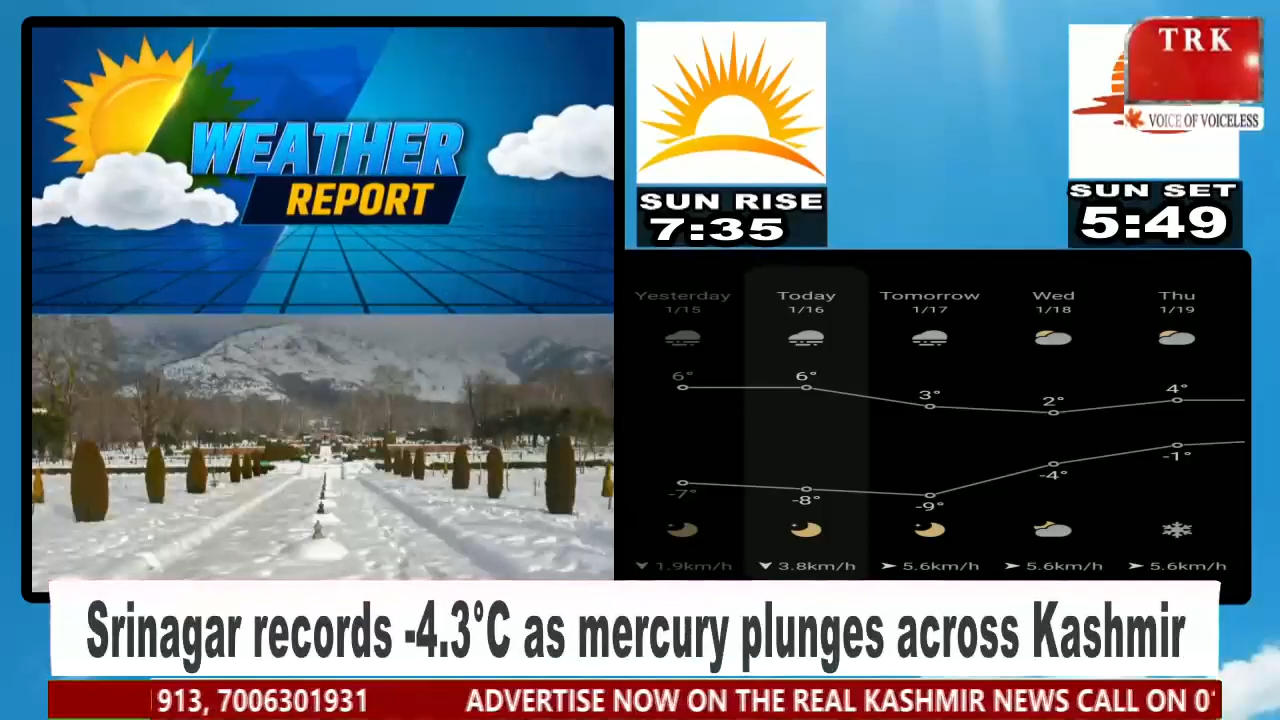 WEATHER
REPORT
SUN RISE
7:35
TRK
VOICE OF VOICELESS
SUN SET
5:49
Yesterday Today Tomorrow Wed Thu
1/15 1/16 1/17 1/18 1/19
6° 6° 3° 2° 4°
-7° -8° -9° -4° -1°
1.9km/h 3.8km/h 5.6km/h 5.6km/h 5.6km/h
Srinagar records -4.3°C as mercury plunges across Kashmir
913, 7006301931 ADVERTISE NOW ON THE REAL KASHMIR NEWS CALL ON